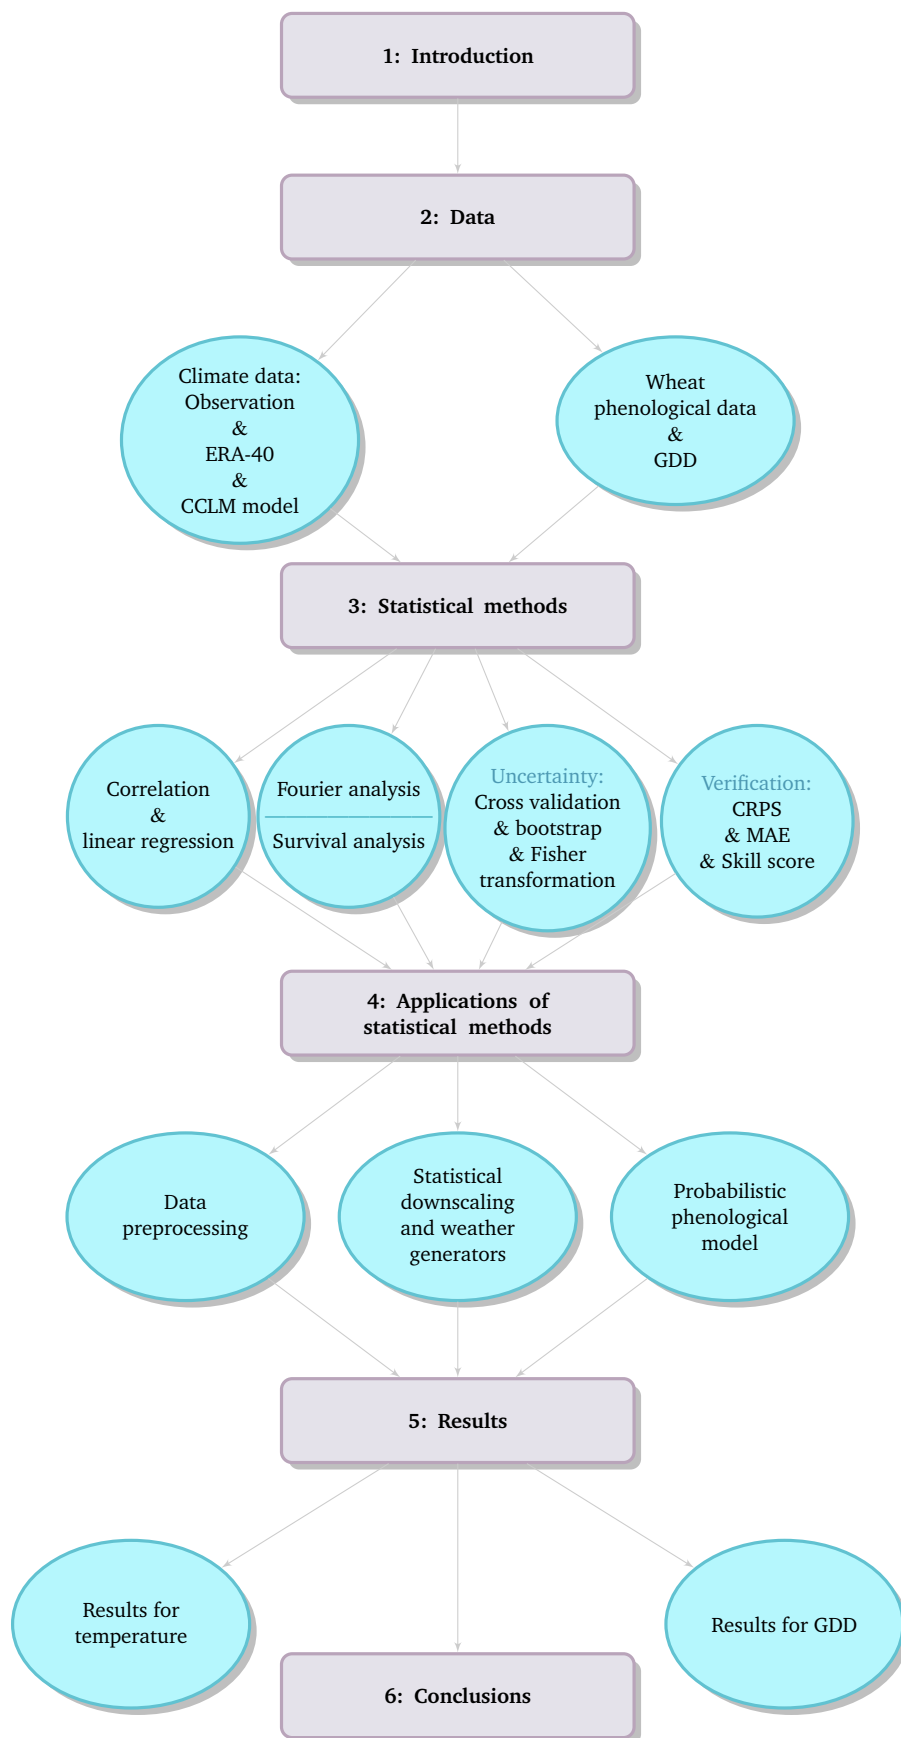 1: Introduction
2: Data
Climate data:
Observation
&
ERA-40
&
CCLM model
Wheat
phenological data
&
GDD
3: Statistical methods
Correlation
&
linear regression
Fourier analysis
Survival analysis
Uncertainty:
Cross validation
& bootstrap
& Fisher
transformation
Verification:
CRPS
& MAE
& Skill score
4: Applications of
statistical methods
Data
preprocessing
Statistical
downscaling
and weather
generators
Probabilistic
phenological
model
5: Results
Results for
temperature
Results for GDD
6: Conclusions